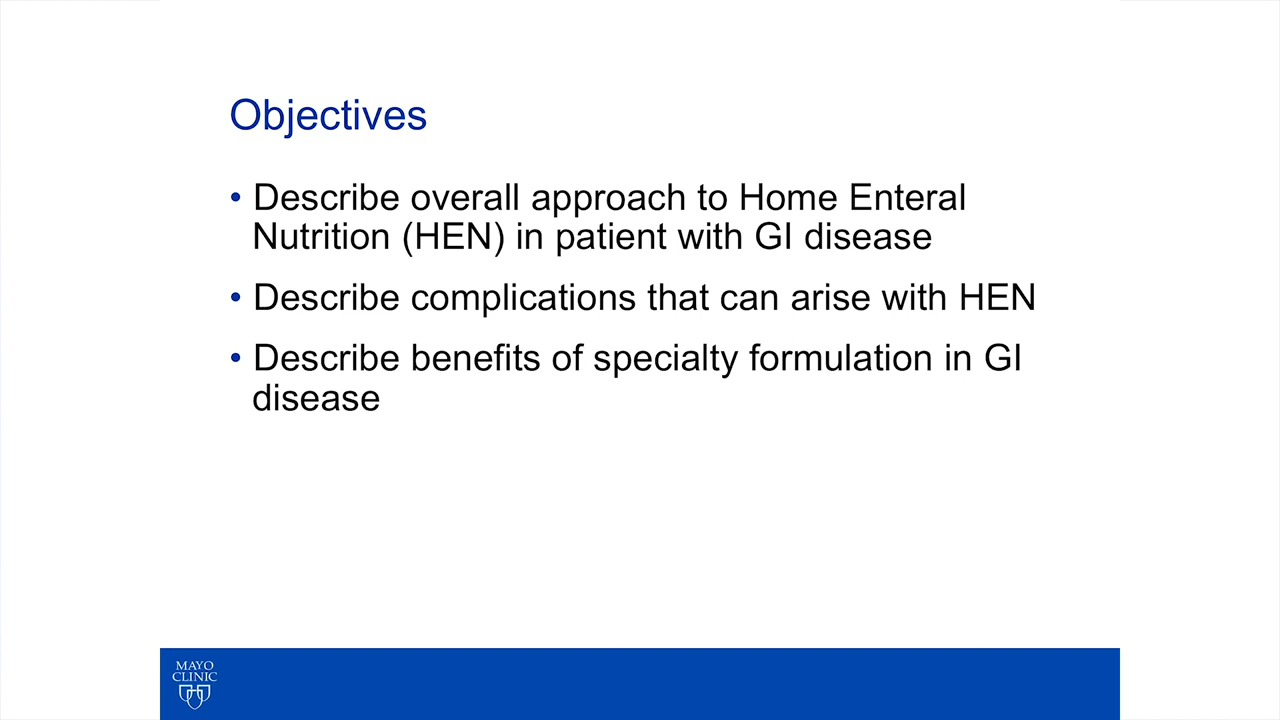 Objectives
• Describe overall approach to Home Enteral
Nutrition (HEN) in patient with GI disease
• Describe complications that can arise with HEN
• Describe benefits of specialty formulation in GI
disease
MAYO
CLINIC